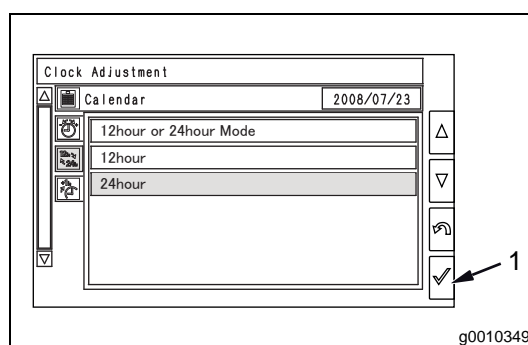 Clock Adjustment
Calendar 2008/07/23
12hour or 24hour Mode
12hour
24hour
1
g0010349